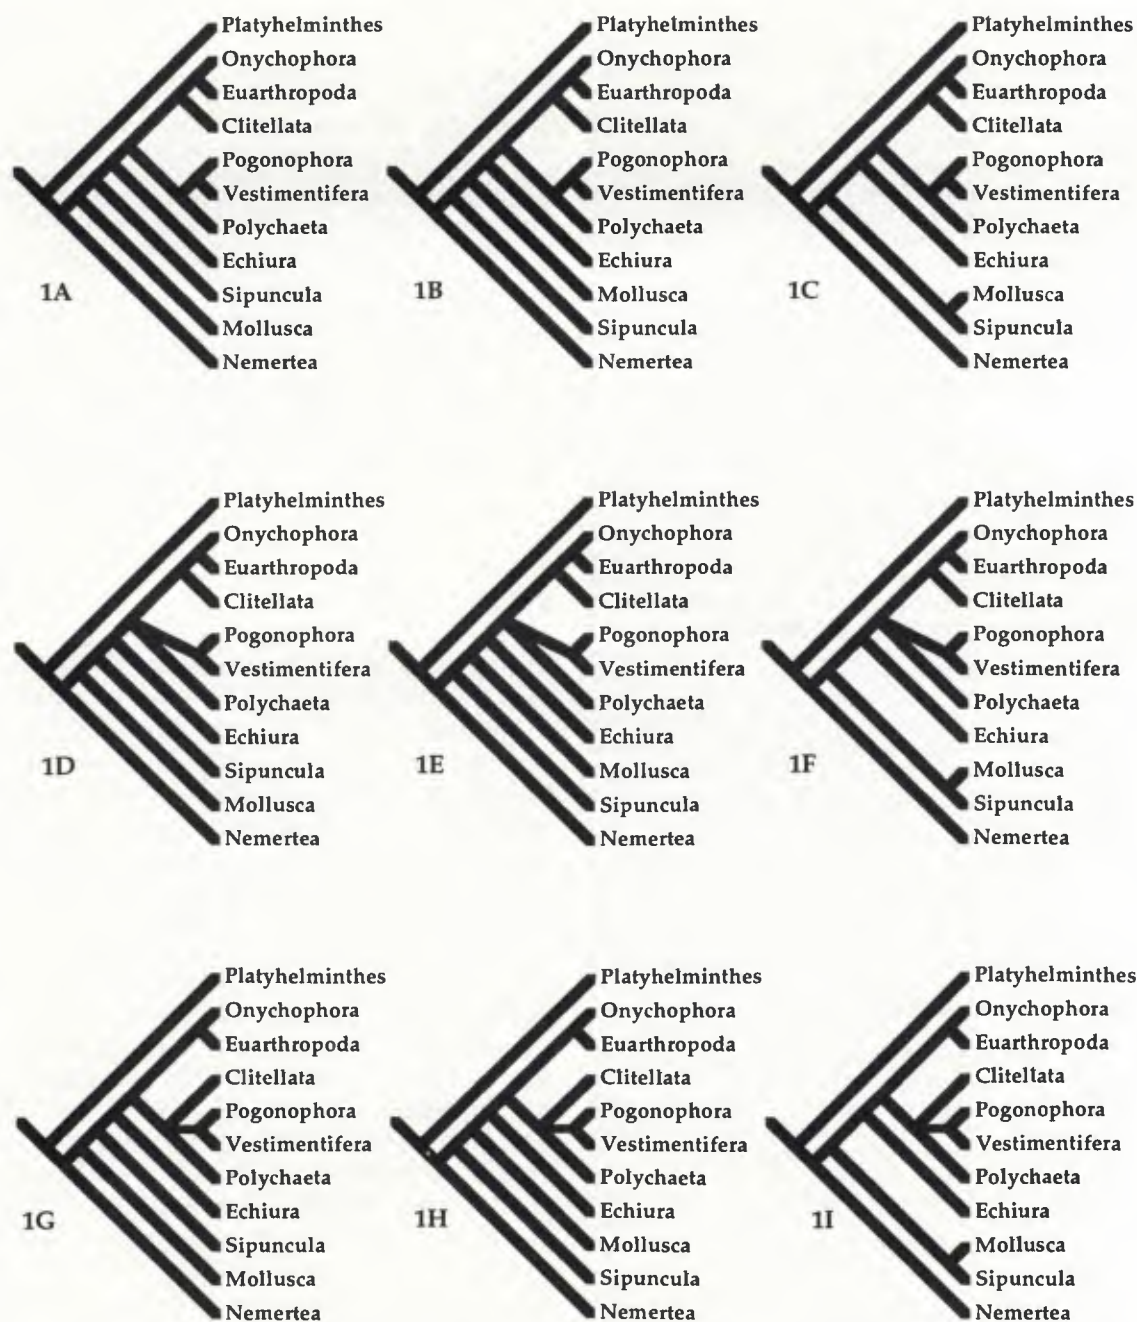 Platyhelminthes
Onychophora
Euarthropoda
Clitellata
Pogonophora
Vestimentifera
Polychaeta
Echiura
Sipuncula
Mollusca
Nemertea
1A
Platyhelminthes
Onychophora
Euarthropoda
Clitellata
Pogonophora
Vestimentifera
Polychaeta
Echiura
Mollusca
Sipuncula
Nemertea
1B
Platyhelminthes
Onychophora
Euarthropoda
Clitellata
Pogonophora
Vestimentifera
Polychaeta
Echiura
Mollusca
Sipuncula
Nemertea
1C
Platyhelminthes
Onychophora
Euarthropoda
Clitellata
Pogonophora
Vestimentifera
Polychaeta
Echiura
Sipuncula
Mollusca
Nemertea
1D
Platyhelminthes
Onychophora
Euarthropoda
Clitellata
Pogonophora
Vestimentifera
Polychaeta
Echiura
Mollusca
Sipuncula
Nemertea
1E
Platyhelminthes
Onychophora
Euarthropoda
Clitellata
Pogonophora
Vestimentifera
Polychaeta
Echiura
Mollusca
Sipuncula
Nemertea
1F
Platyhelminthes
Onychophora
Euarthropoda
Clitellata
Pogonophora
Vestimentifera
Polychaeta
Echiura
Sipuncula
Mollusca
Nemertea
1G
Platyhelminthes
Onychophora
Euarthropoda
Clitellata
Pogonophora
Vestimentifera
Polychaeta
Echiura
Mollusca
Sipuncula
Nemertea
1H
Platyhelminthes
Onychophora
Euarthropoda
Clitellata
Pogonophora
Vestimentifera
Polychaeta
Echiura
Mollusca
Sipuncula
Nemertea
1I